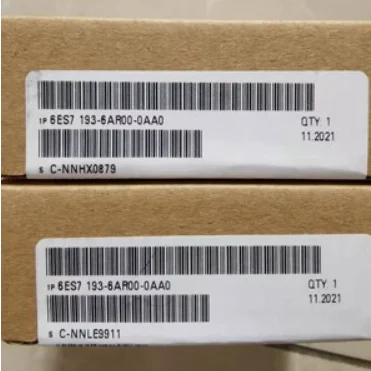 1P 6ES7 193-6AR00-0AA0
QTY 1
11.2021
S C-NNHX0879
1P 6ES7 193-6AR00-0AA0
QTY 1
11.2021
S C-NNLE9911